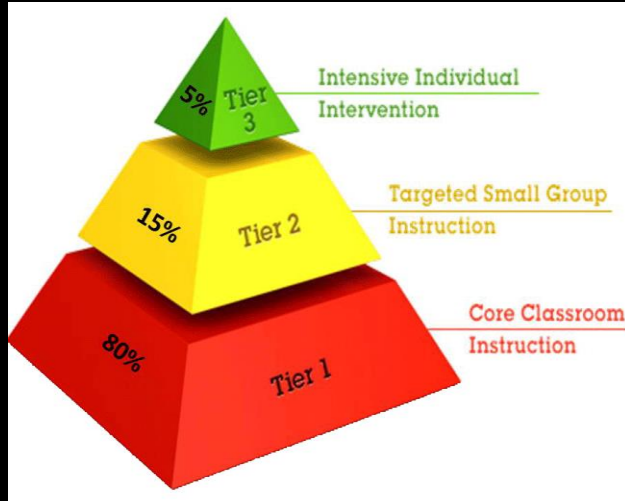 5%
Tier
3
Intensive Individual
Intervention
15%
Tier 2
Targeted Small Group
Instruction
80%
Tier 1
Core Classroom
Instruction